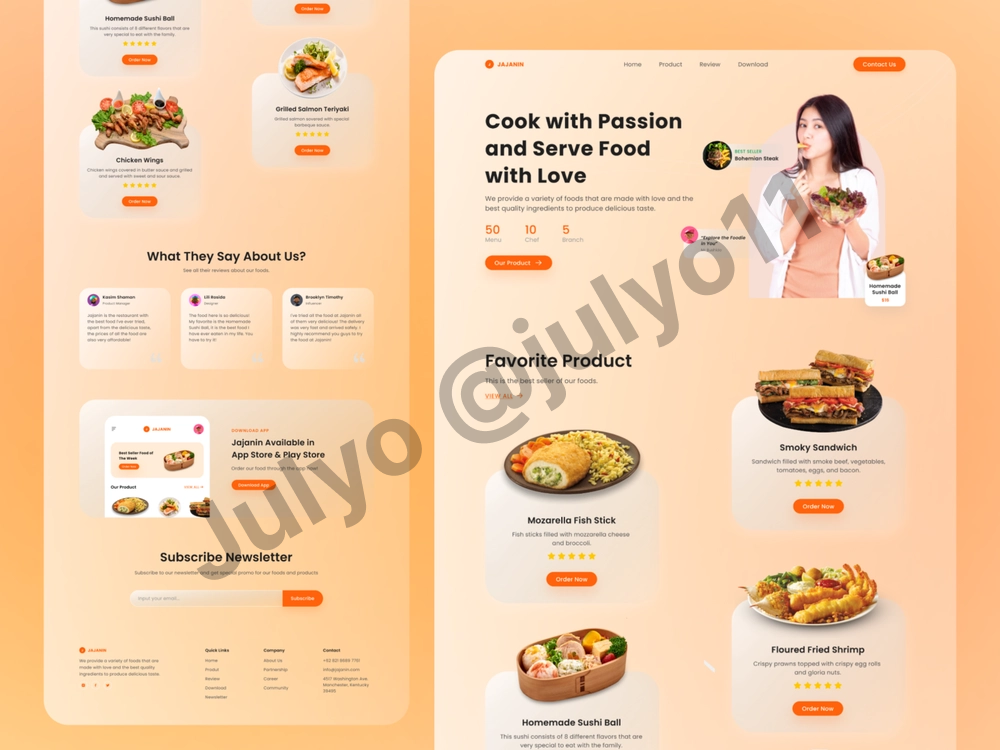 Homemade Sushi Ball
This sushi consists of 8 different flavors that are
very special to eat with the family.
Order Now
Order Now
Grilled Salmon Teriyaki
Grilled salmon savered with special
barbeque sauce.
Order Now
Chicken Wings
Chicken wings covered in butter sauce and grilled
and served with sweet and sour sauce.
Order Now
What They Say About Us?
See all their reviews about our foods.
Kasim Shaman
Product Manager
Jajanin is the restaurant with
the best food I've ever tried,
apart from the delicious taste,
the prices of all the food are
also very affordable!
Lili Rosida
Designer
The food here is so delicious!
My favorite is the Homemade
Sushi Ball, it is the best food I
have ever eaten in my life. You
have to try it!
Brooklyn Timothy
Influencer
I've tried all the food at Jajanin all
of them very delicious! The delivery
was very fast and arrived safely. I
highly recommend you guys to try
the food at Jajanin!
JAJANIN
Best Seller Food of
The Week
Our Product
VIEW ALL
DOWNLOAD APP
Jajanin Available in
App Store & Play Store
Order our food through the app now!
Download App
Subscribe Newsletter
Subscribe to our newsletter and get special promo for our foods and products
Input your email...
Subscribe
JAJANIN
We provide a variety of foods that are
made with love and the best quality
ingredients to produce delicious taste.
Quick Links
Home
Produt
Review
Download
Newsletter
Company
About Us
Partnership
Career
Community
Contact
info@jajanin.com
4517 Washington Ave.
Manchester, Kentucky
39495
JAJANIN
Home
Product
Review
Download
Contact Us
Cook with Passion
and Serve Food
with Love
We provide a variety of foods that are made with love and the
best quality ingredients to produce delicious taste.
50
Menu
10
Chef
5
Branch
Our Product
BEST SELLER
Bohemian Steak
"Explore the Foodie
in You"
Homemade
Sushi Ball
Favorite Product
This is the best seller of our foods.
VIEW ALL
Smoky Sandwich
Sandwich filled with smoke beef, vegetables,
tomatoes, eggs, and bacon.
Order Now
Mozarella Fish Stick
Fish sticks filled with mozzarella cheese
and broccoli.
Order Now
Floured Fried Shrimp
Crispy prawns topped with crispy egg rolls
and gloria nuts.
Order Now
Homemade Sushi Ball
This sushi consists of 8 different flavors that are
very special to eat with the family.
Julyo @julyo11